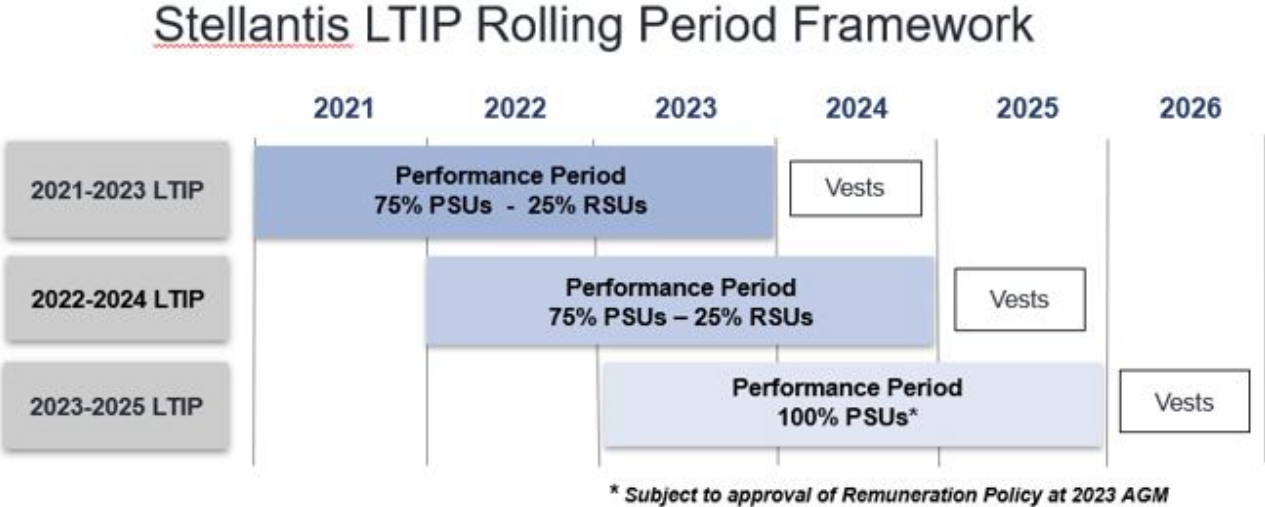 Stellantis LTIP Rolling Period Framework
2021 2022 2023 2024 2025 2026
2021-2023 LTIP
Performance Period
75% PSUs - 25% RSUs
Vests
2022-2024 LTIP
Performance Period
75% PSUs – 25% RSUs
Vests
2023-2025 LTIP
Performance Period
100% PSUs*
Vests
* Subject to approval of Remuneration Policy at 2023 AGM